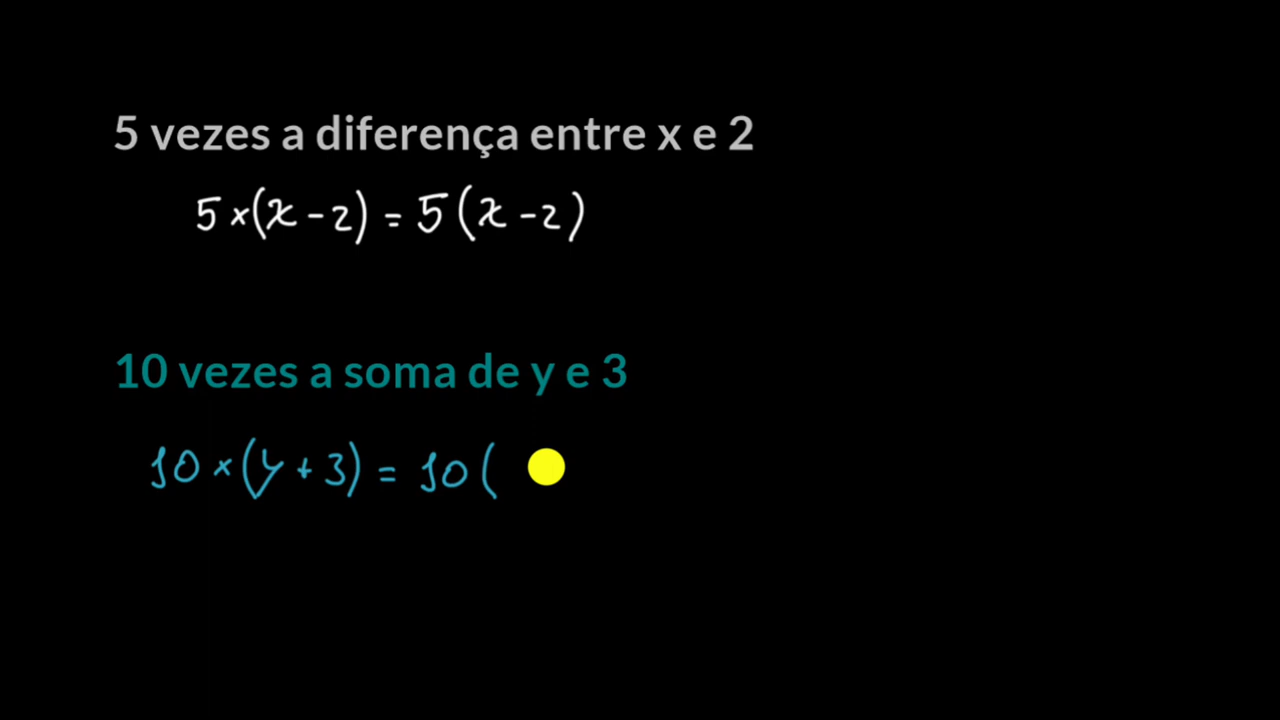 5 vezes a diferença entre x e 2
5 × (x - 2) = 5 (x - 2)
10 vezes a soma de y e 3
10 × (y + 3) = 10 (